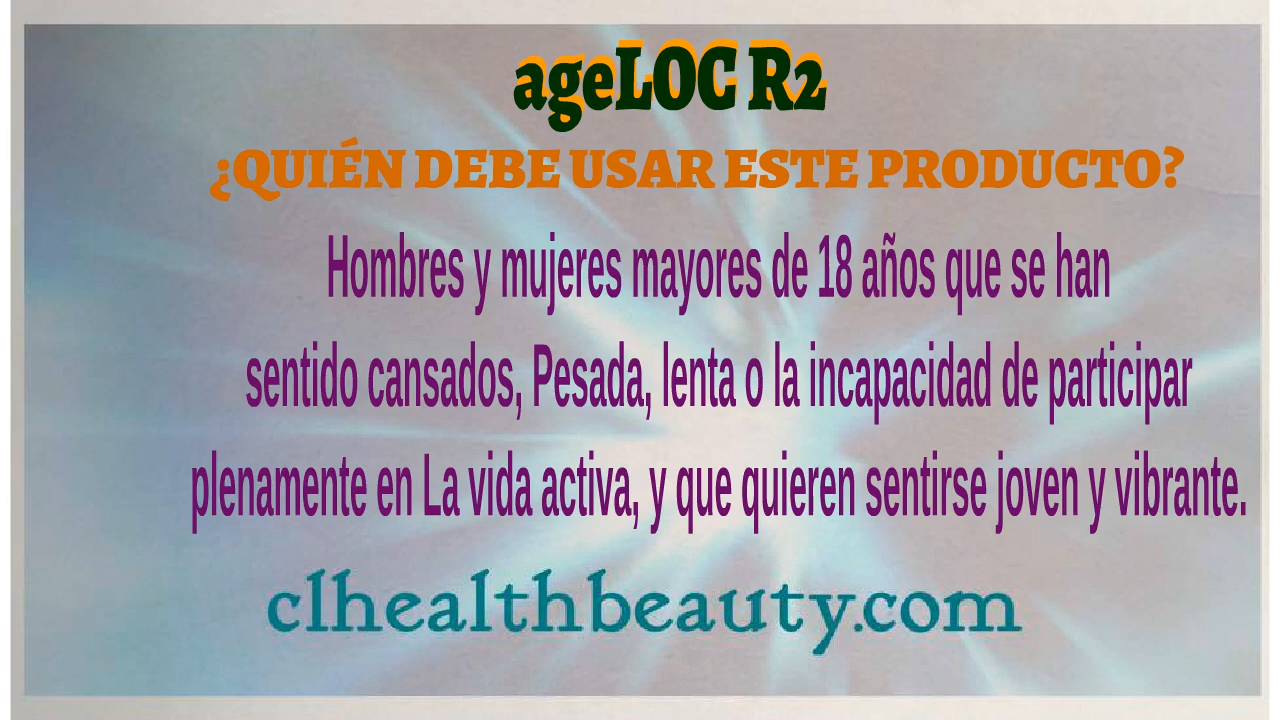 ageLOC R2
¿QUIÉN DEBE USAR ESTE PRODUCTO?
Hombres y mujeres mayores de 18 años que se han
sentido cansados, Pesada, lenta o la incapacidad de participar
plenamente en La vida activa, y que quieren sentirse joven y vibrante.
clhealthbeauty.com